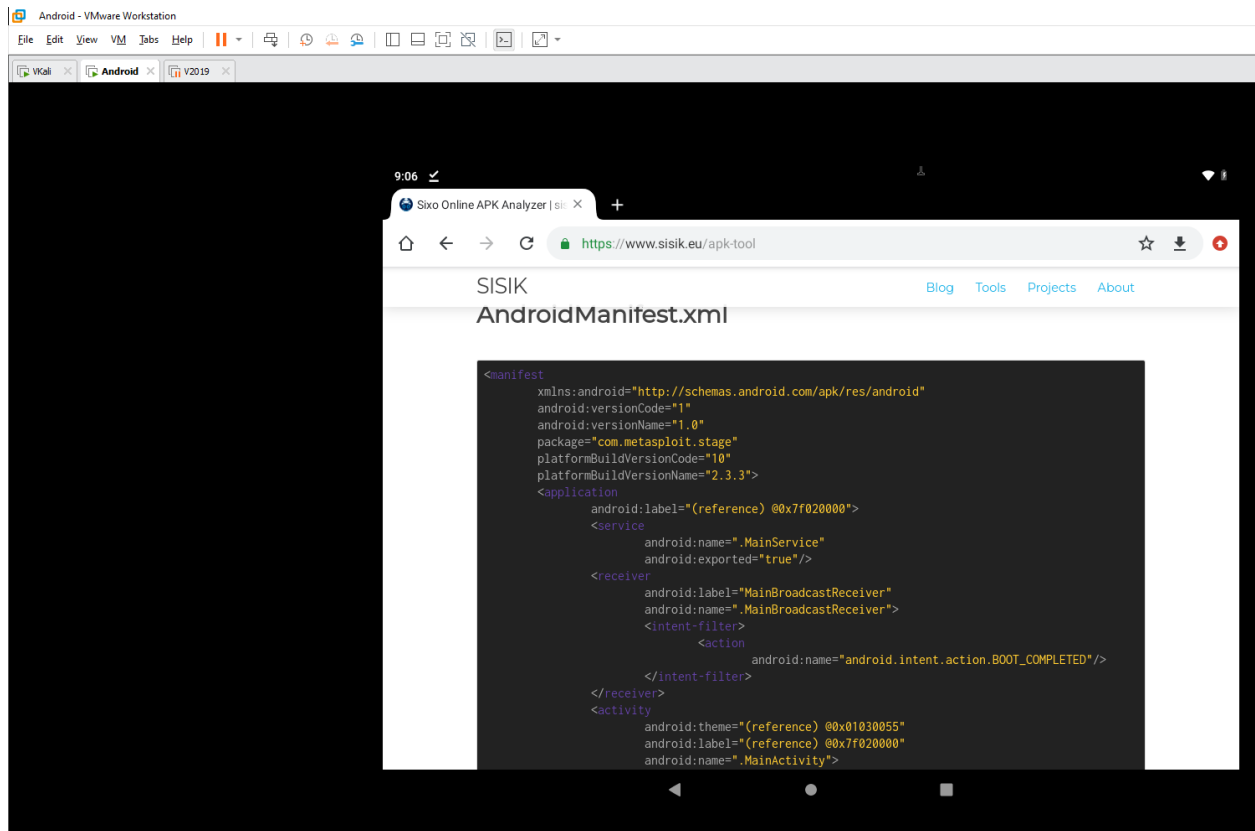 Android - VMware Workstation
File Edit View VM Tabs Help
VKali Android V2019
9:06
Sixo Online APK Analyzer | sis
https://www.sisik.eu/apk-tool
SISIK Blog Tools Projects About
AndroidManifest.xml
<manifest
xmlns:android="http://schemas.android.com/apk/res/android"
android:versionCode="1"
android:versionName="1.0"
package="com.metasploit.stage"
platformBuildVersionCode="10"
platformBuildVersionName="2.3.3">
<application
android:label="(reference) @0x7f020000">
<service
android:name=".MainService"
android:exported="true"/>
<receiver
android:label="MainBroadcastReceiver"
android:name=".MainBroadcastReceiver">
<intent-filter>
<action
android:name="android.intent.action.BOOT_COMPLETED"/>
</intent-filter>
</receiver>
<activity
android:theme="(reference) @0x01030055"
android:label="(reference) @0x7f020000"
android:name=".MainActivity">